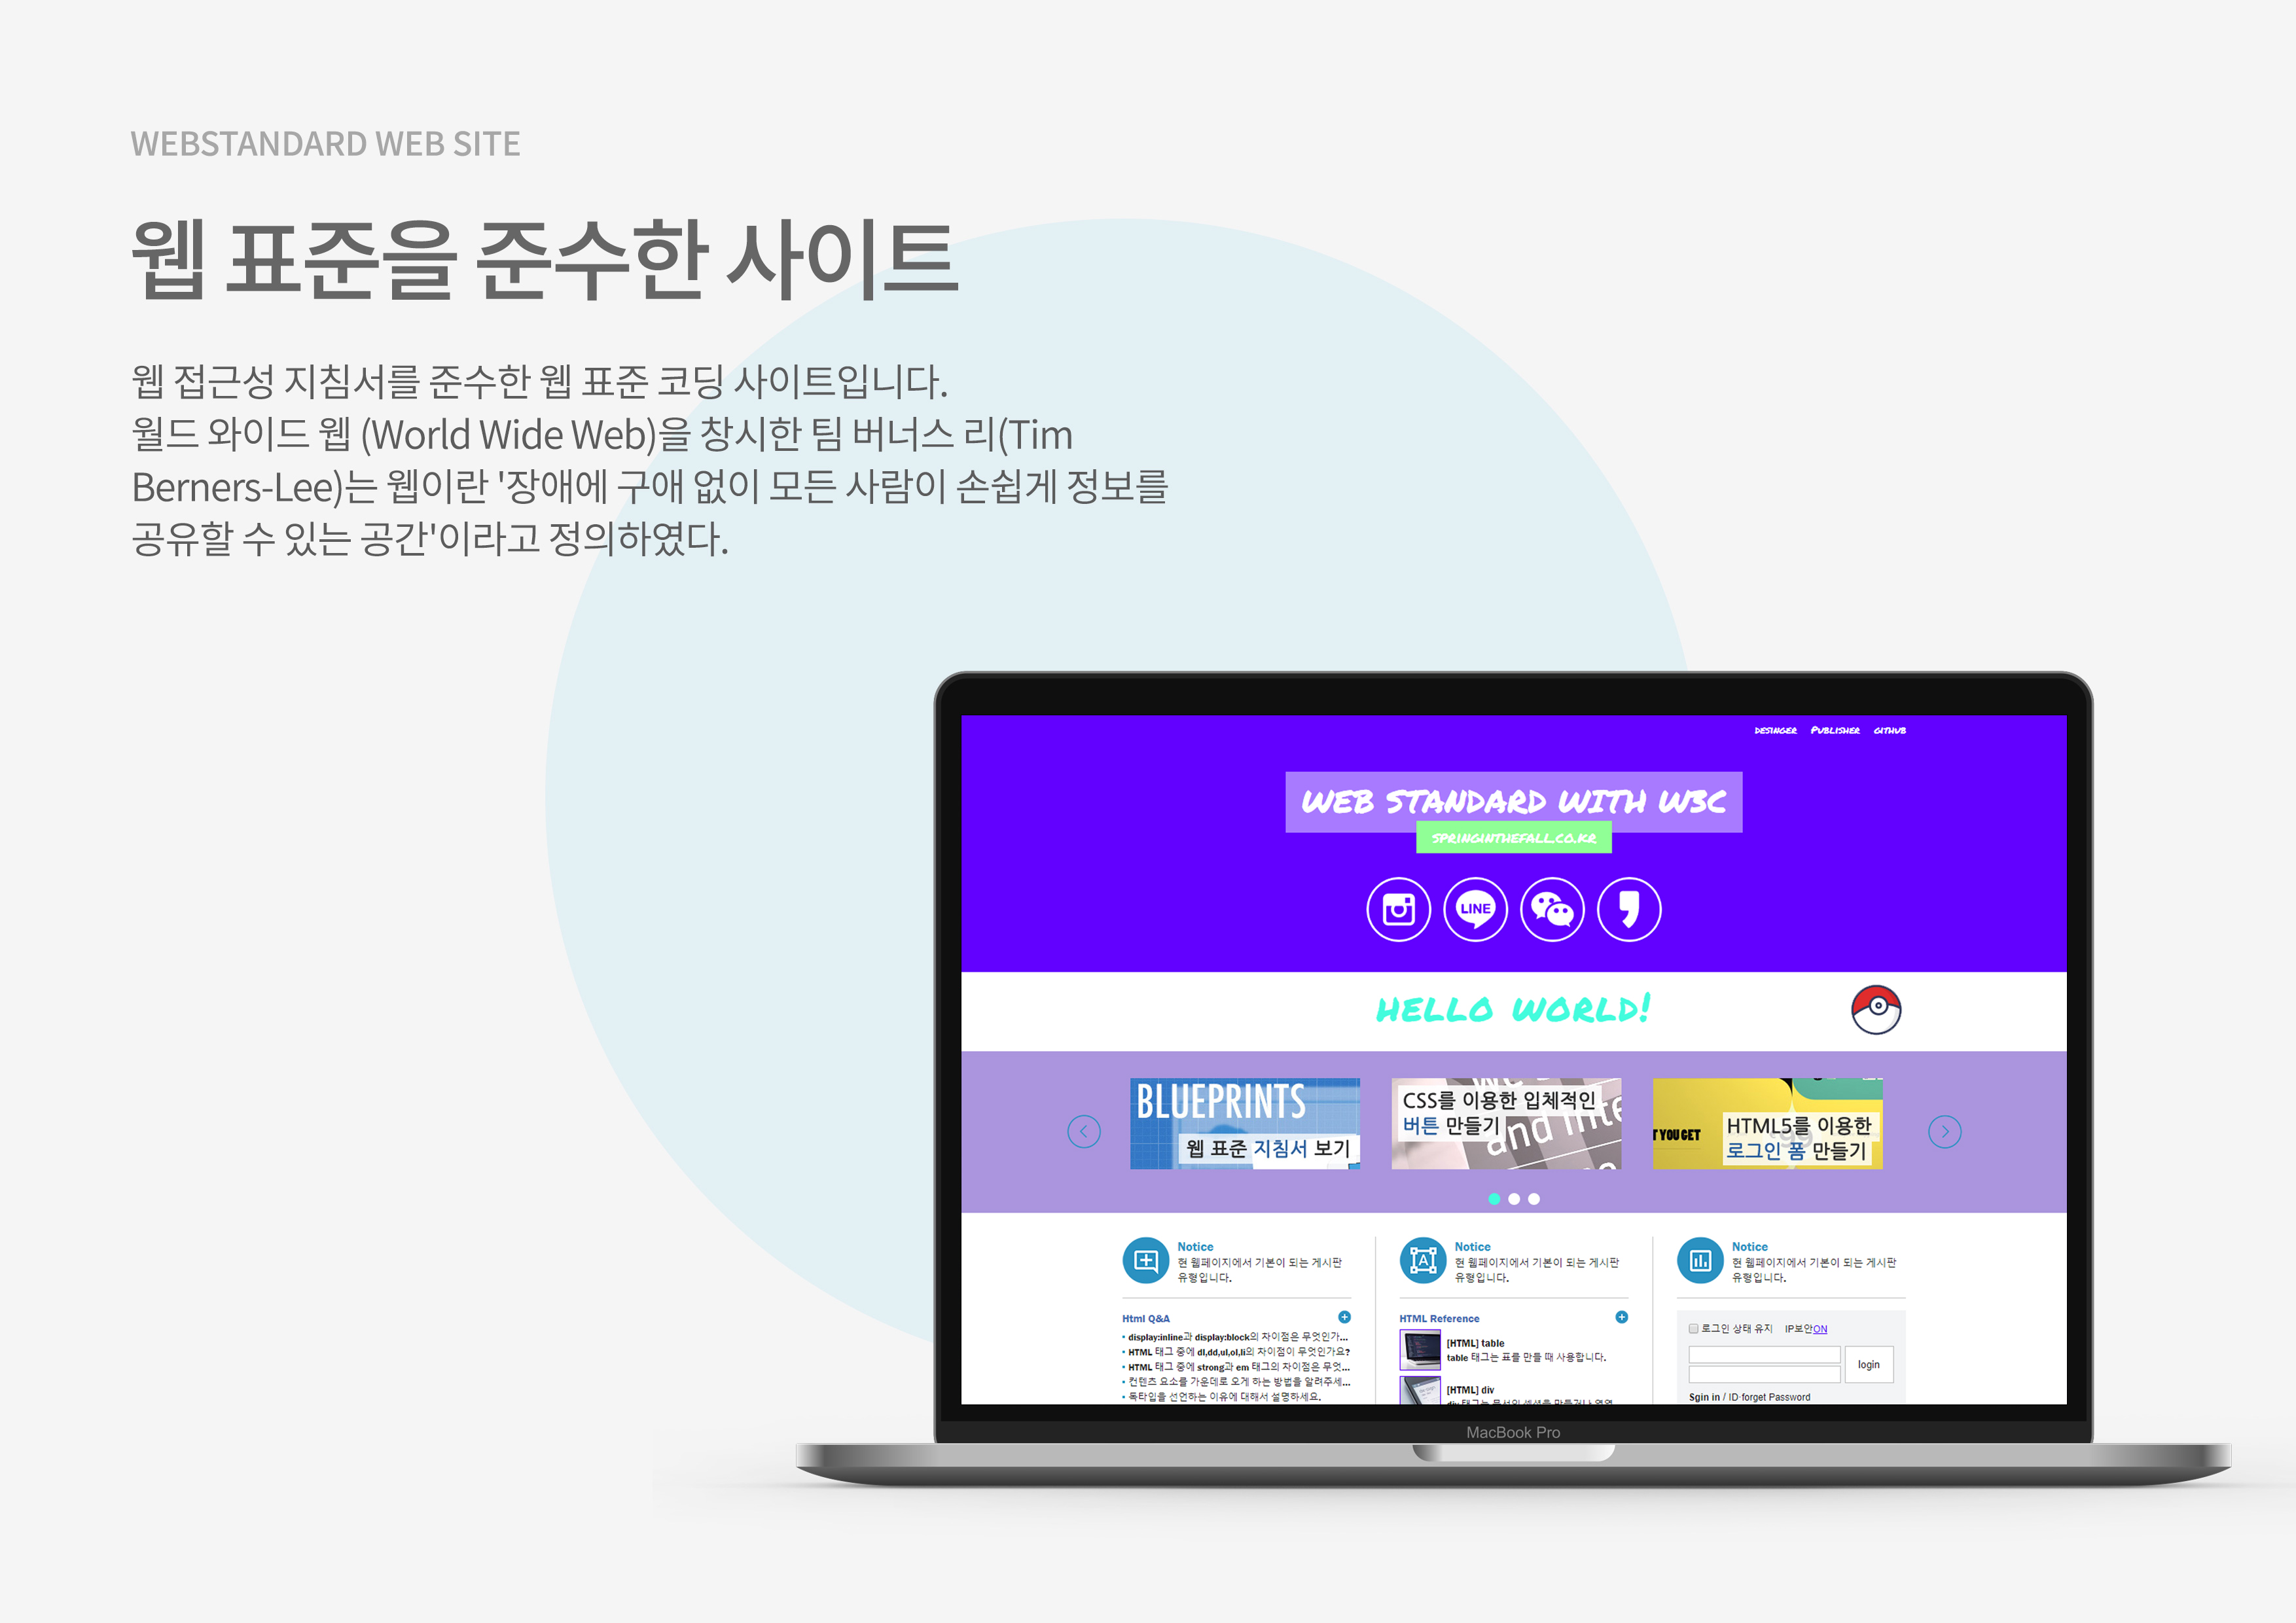 WEBSTANDARD WEB SITE
웹 표준을 준수한 사이트
웹 접근성 지침서를 준수한 웹 표준 코딩 사이트입니다.
월드 와이드 웹 (World Wide Web)을 창시한 팀 버너스 리(Tim
Berners-Lee)는 웹이란 '장애에 구애 없이 모든 사람이 손쉽게 정보를
공유할 수 있는 공간'이라고 정의하였다.
DESINGER PUBLISHER GITHUB
WEB STANDARD WITH W3C
SPRINGINTHEFALL.CO.KR
LINE
HELLO WORLD!
BLUEPRINTS
웹 표준 지침서 보기
CSS를 이용한 입체적인
버튼 만들기
and inte
T YOU GET
HTML5를 이용한
로그인 폼 만들기
Notice
현 웹페이지에서 기본이 되는 게시판
유형입니다.
Html Q&A
• display:inline과 display:block의 차이점은 무엇인가...
• HTML 태그 중에 dl,dd,ul,ol,li의 차이점이 무엇인가요?
• HTML 태그 중에 strong과 em 태그의 차이점은 무엇...
• 컨텐츠 요소를 가운데로 오게 하는 방법을 알려주세...
• 독타입을 선언하는 이유에 대해서 설명하세요.
A
Notice
현 웹페이지에서 기본이 되는 게시판
유형입니다.
HTML Reference
[HTML] table
table 태그는 표를 만들 때 사용합니다.
[HTML] div
Notice
현 웹페이지에서 기본이 되는 게시판
유형입니다.
로그인 상태 유지 IP보안ON
login
Sgin in / ID·forget Password
MacBook Pro